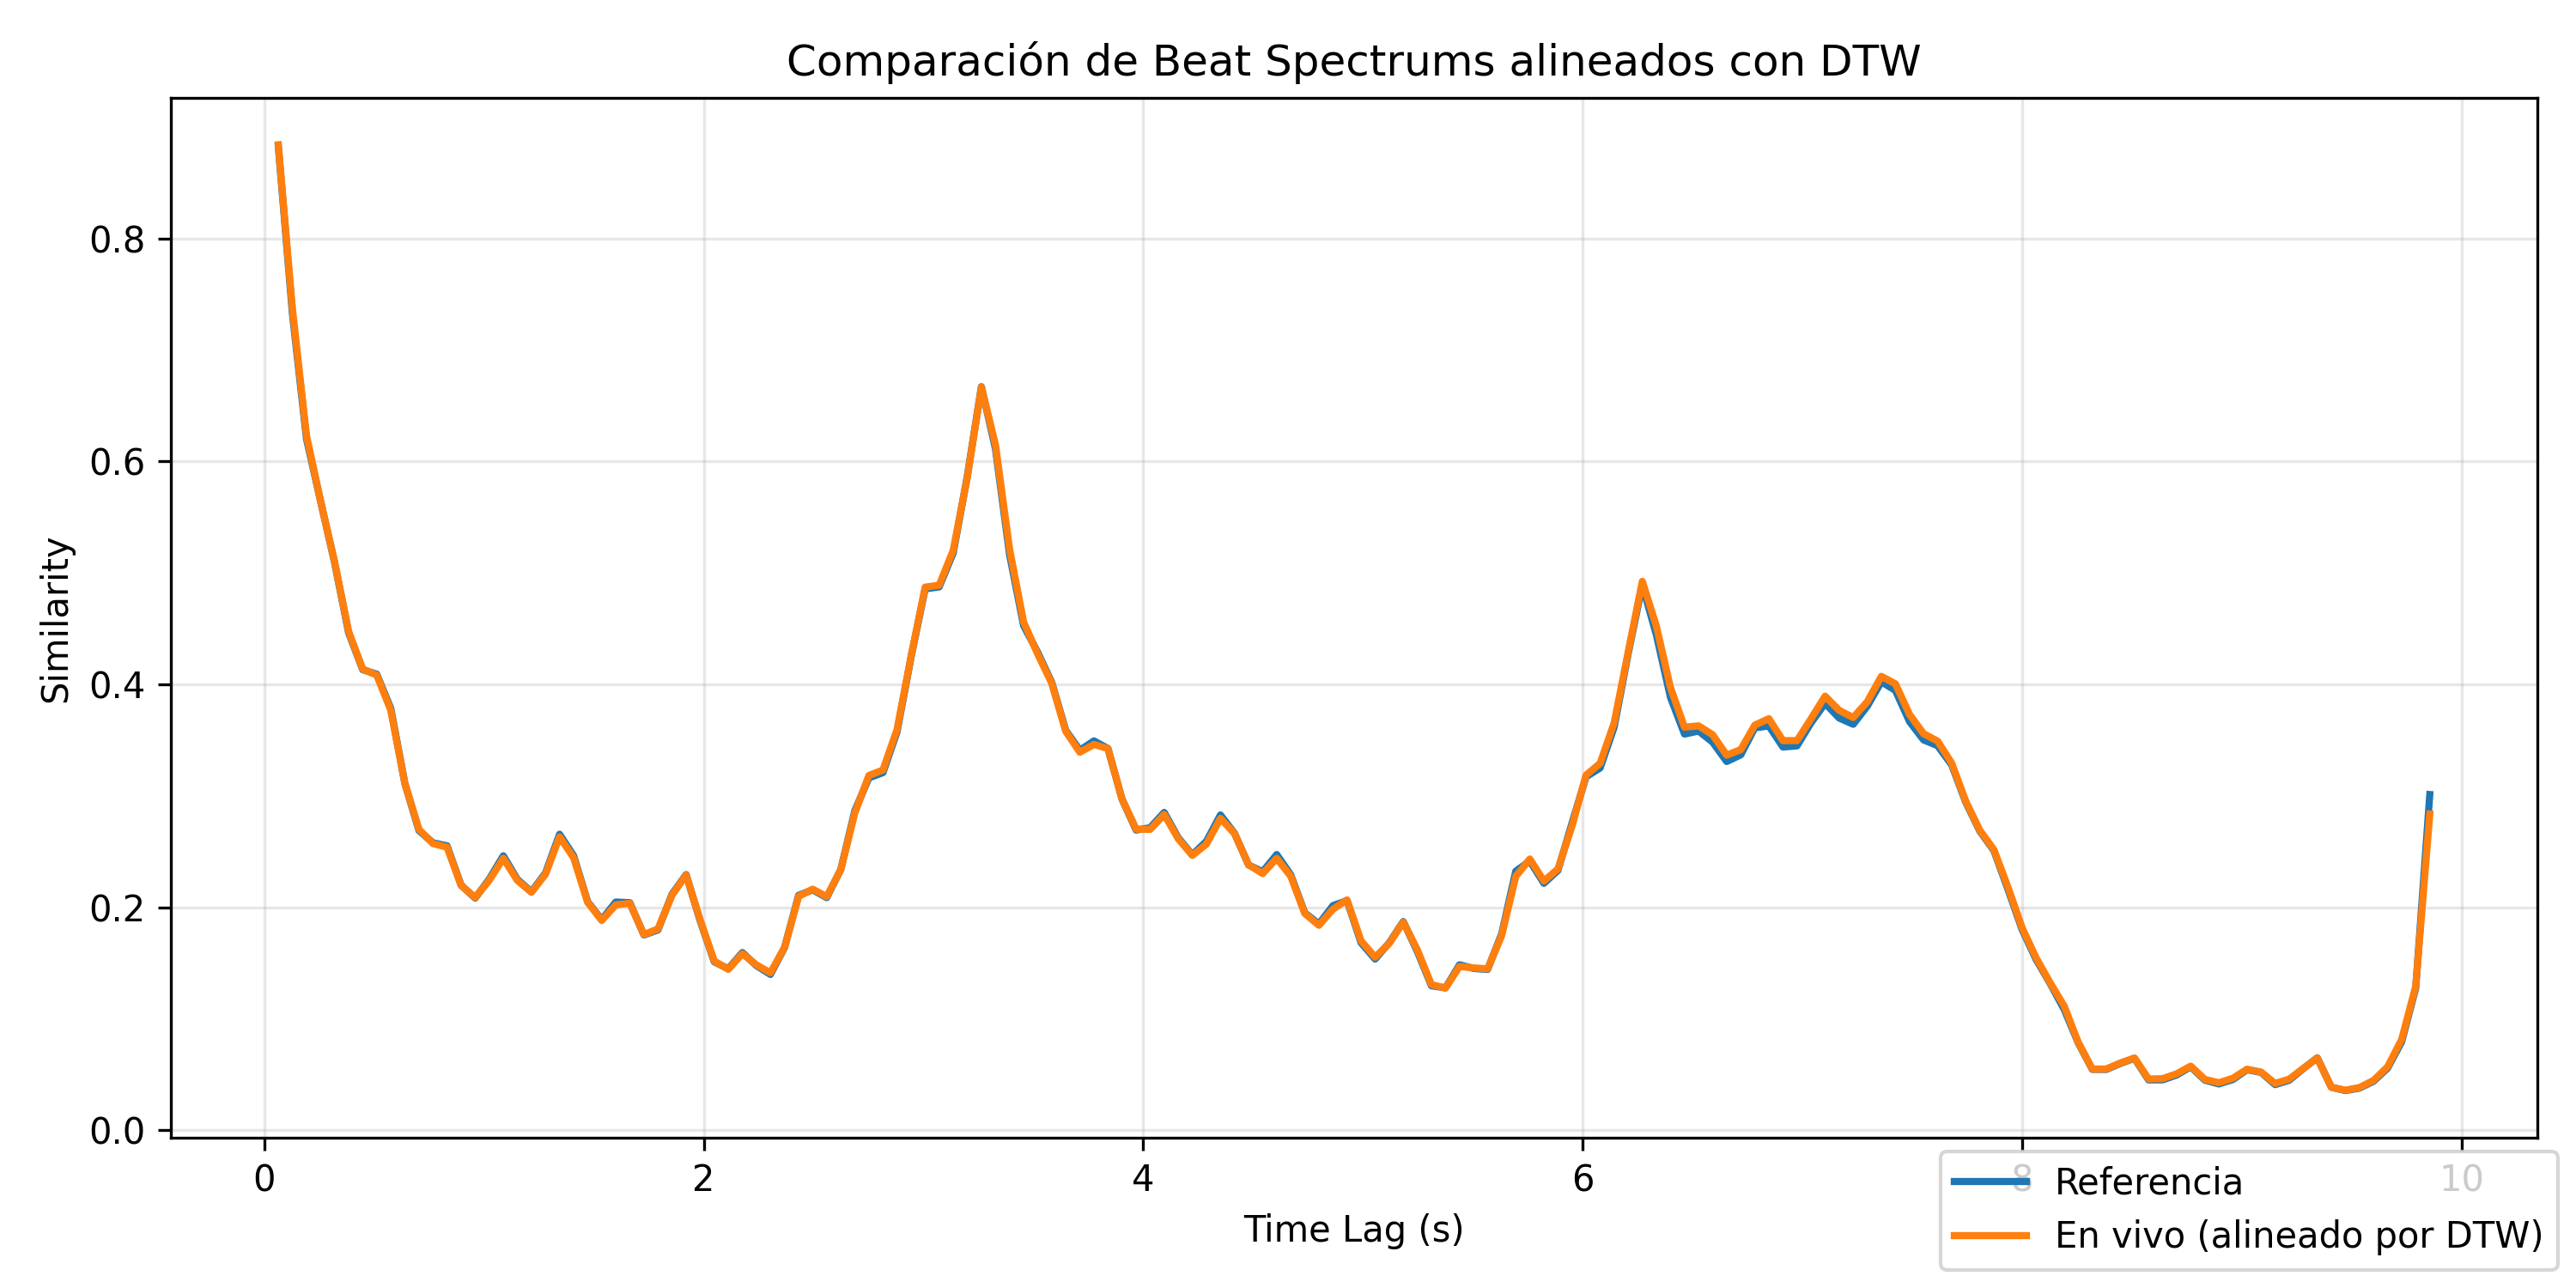 Comparación de Beat Spectrums alineados con DTW
Similarity
0.8
0.6
0.4
0.2
0.0
0 2 4 6 8 10
Time Lag (s)
Referencia
En vivo (alineado por DTW)